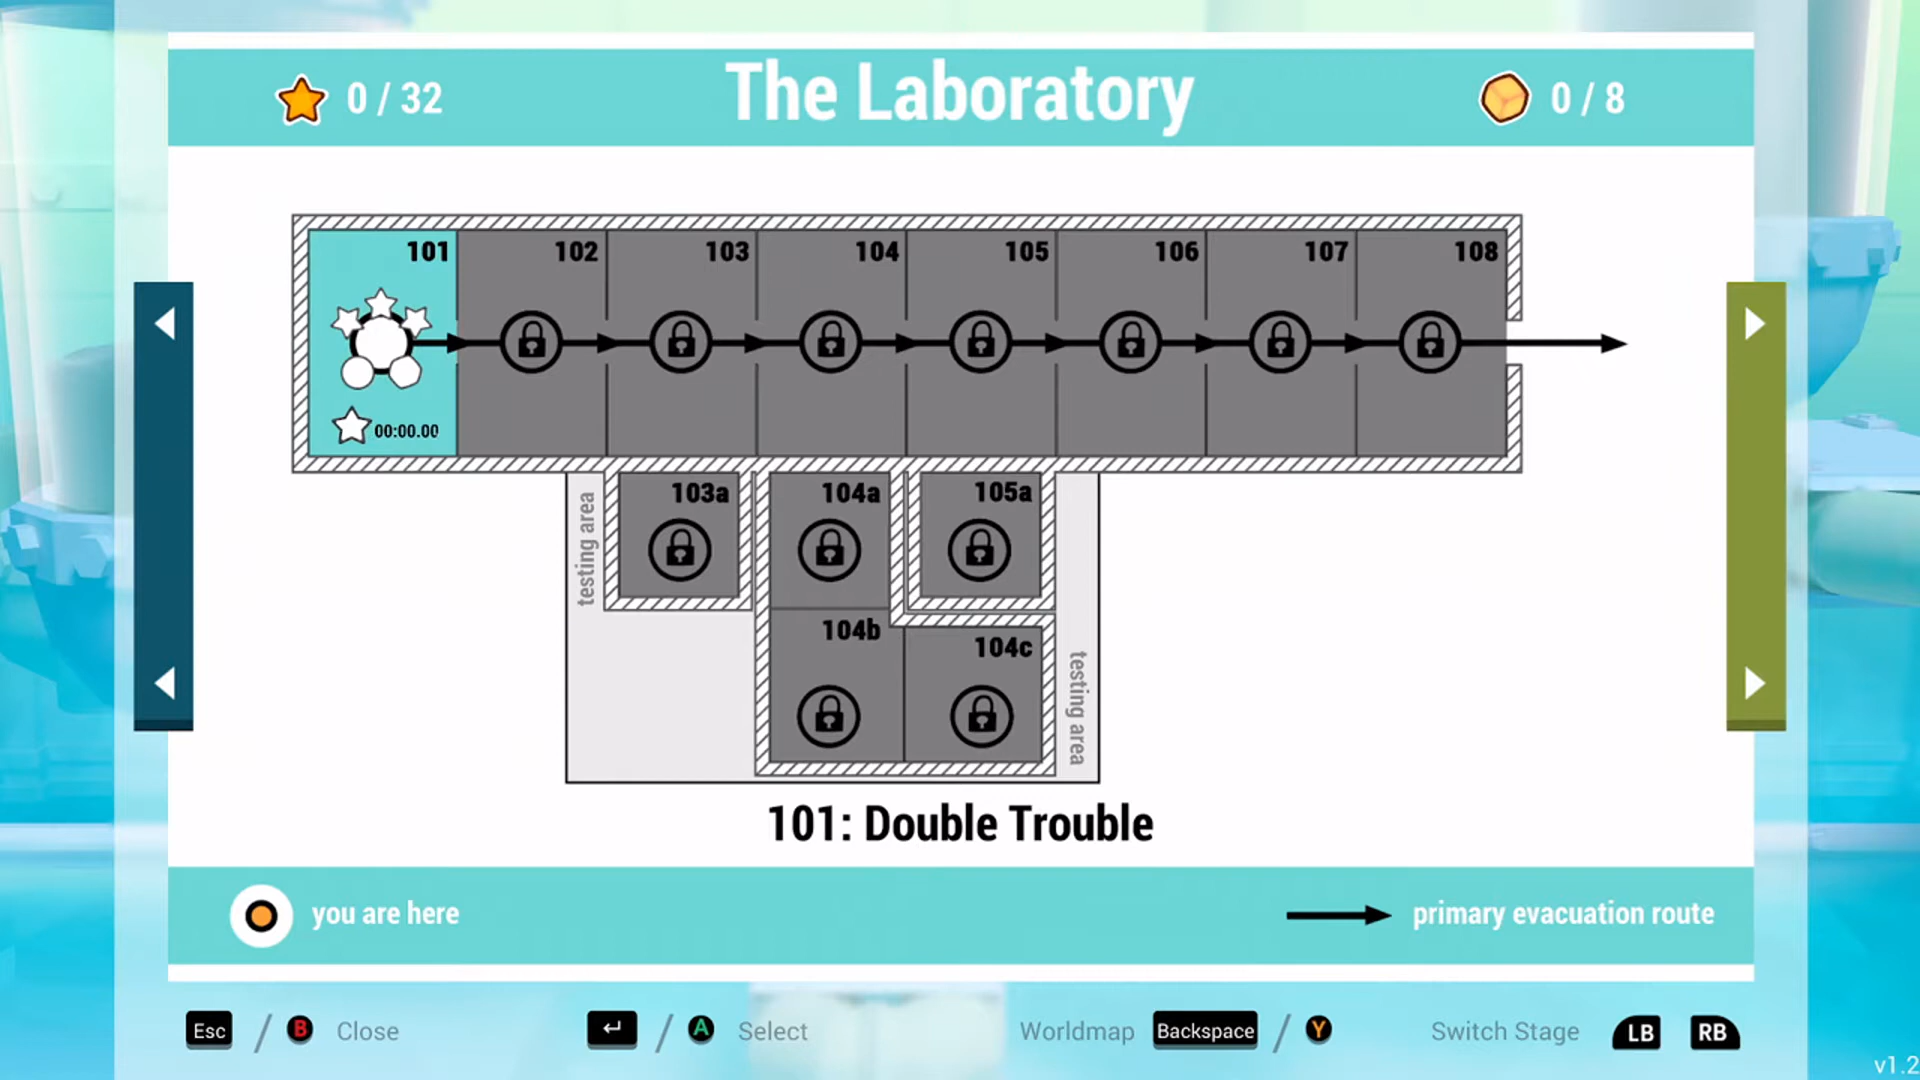 0 / 32
The Laboratory
0 / 8
101
102
103
104
105
106
107
108
00:00.00
103a
104a
105a
testing area
104b
104c
testing area
101: Double Trouble
you are here
primary evacuation route
Esc / B Close
/ A Select
Worldmap Backspace / Y
Switch Stage LB RB
v1.2